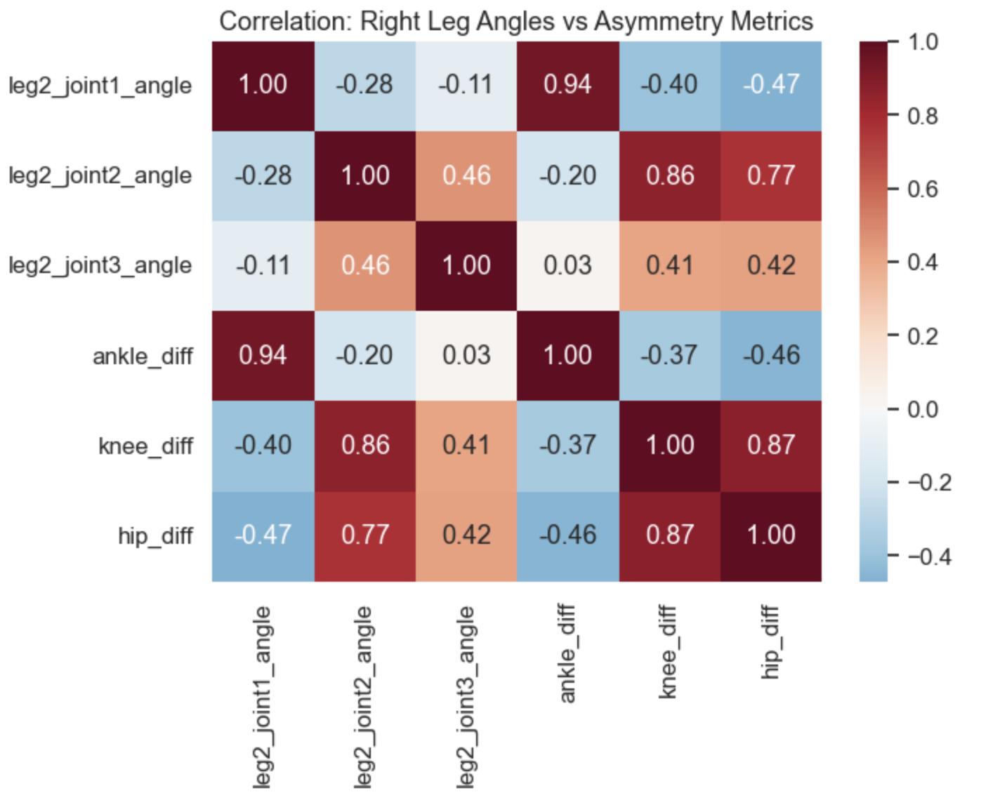 Correlation: Right Leg Angles vs Asymmetry Metrics
leg2_joint1_angle 1.00 -0.28 -0.11 0.94 -0.40 -0.47
leg2_joint2_angle -0.28 1.00 0.46 -0.20 0.86 0.77
leg2_joint3_angle -0.11 0.46 1.00 0.03 0.41 0.42
ankle_diff 0.94 -0.20 0.03 1.00 -0.37 -0.46
knee_diff -0.40 0.86 0.41 -0.37 1.00 0.87
hip_diff -0.47 0.77 0.42 -0.46 0.87 1.00
leg2_joint1_angle
leg2_joint2_angle
leg2_joint3_angle
ankle_diff
knee_diff
hip_diff
1.0
0.8
0.6
0.4
0.2
0.0
−0.2
−0.4